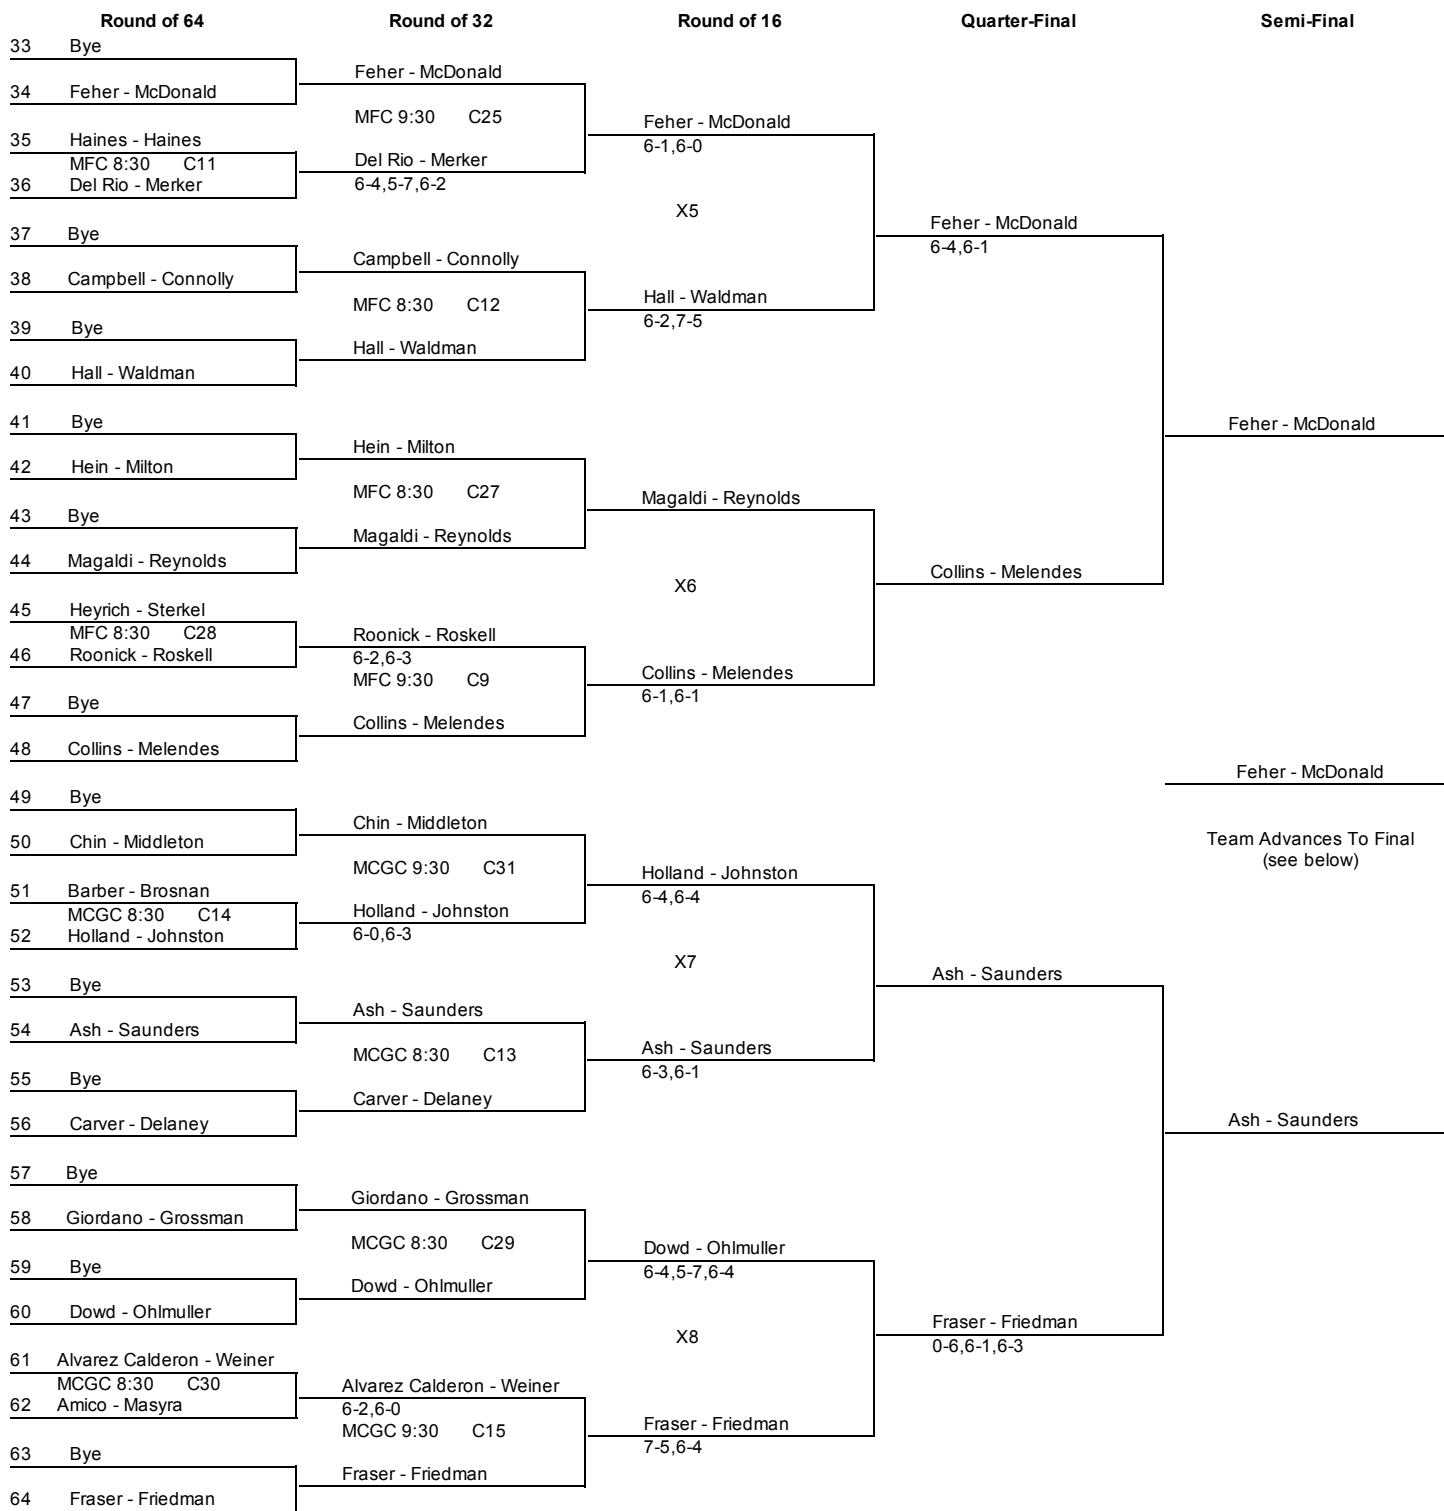 Round of 64 Round of 32 Round of 16 Quarter-Final Semi-Final
33 Bye
Feher - McDonald
34 Feher - McDonald
MFC 9:30 C25
Feher - McDonald
35 Haines - Haines
6-1,6-0
MFC 8:30 C11
Del Rio - Merker
36 Del Rio - Merker
6-4,5-7,6-2
X5
Feher - McDonald
37 Bye
6-4,6-1
Campbell - Connolly
38 Campbell - Connolly
MFC 8:30 C12
Hall - Waldman
39 Bye
6-2,7-5
Hall - Waldman
40 Hall - Waldman
41 Bye
Feher - McDonald
Hein - Milton
42 Hein - Milton
MFC 8:30 C27
Magaldi - Reynolds
43 Bye
Magaldi - Reynolds
44 Magaldi - Reynolds
Collins - Melendes
X6
45 Heyrich - Sterkel
MFC 8:30 C28
Roonick - Roskell
46 Roonick - Roskell
6-2,6-3
MFC 9:30 C9
Collins - Melendes
6-1,6-1
47 Bye
Collins - Melendes
48 Collins - Melendes
Feher - McDonald
49 Bye
Chin - Middleton
50 Chin - Middleton
Team Advances To Final
(see below)
MCGC 9:30 C31
Holland - Johnston
51 Barber - Brosnan
6-4,6-4
MCGC 8:30 C14
Holland - Johnston
52 Holland - Johnston
6-0,6-3
X7
Ash - Saunders
53 Bye
Ash - Saunders
54 Ash - Saunders
MCGC 8:30 C13
Ash - Saunders
6-3,6-1
55 Bye
Carver - Delaney
56 Carver - Delaney
Ash - Saunders
57 Bye
Giordano - Grossman
58 Giordano - Grossman
MCGC 8:30 C29
Dowd - Ohlmuller
59 Bye
6-4,5-7,6-4
Dowd - Ohlmuller
60 Dowd - Ohlmuller
Fraser - Friedman
X8
0-6,6-1,6-3
61 Alvarez Calderon - Weiner
MCGC 8:30 C30
Alvarez Calderon - Weiner
62 Amico - Masyra
6-2,6-0
MCGC 9:30 C15
Fraser - Friedman
7-5,6-4
63 Bye
Fraser - Friedman
64 Fraser - Friedman